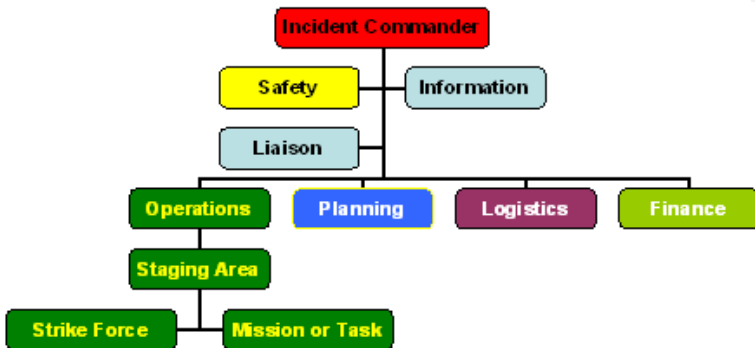 Incident Commander
Safety
Information
Liaison
Operations
Planning
Logistics
Finance
Staging Area
Strike Force
Mission or Task